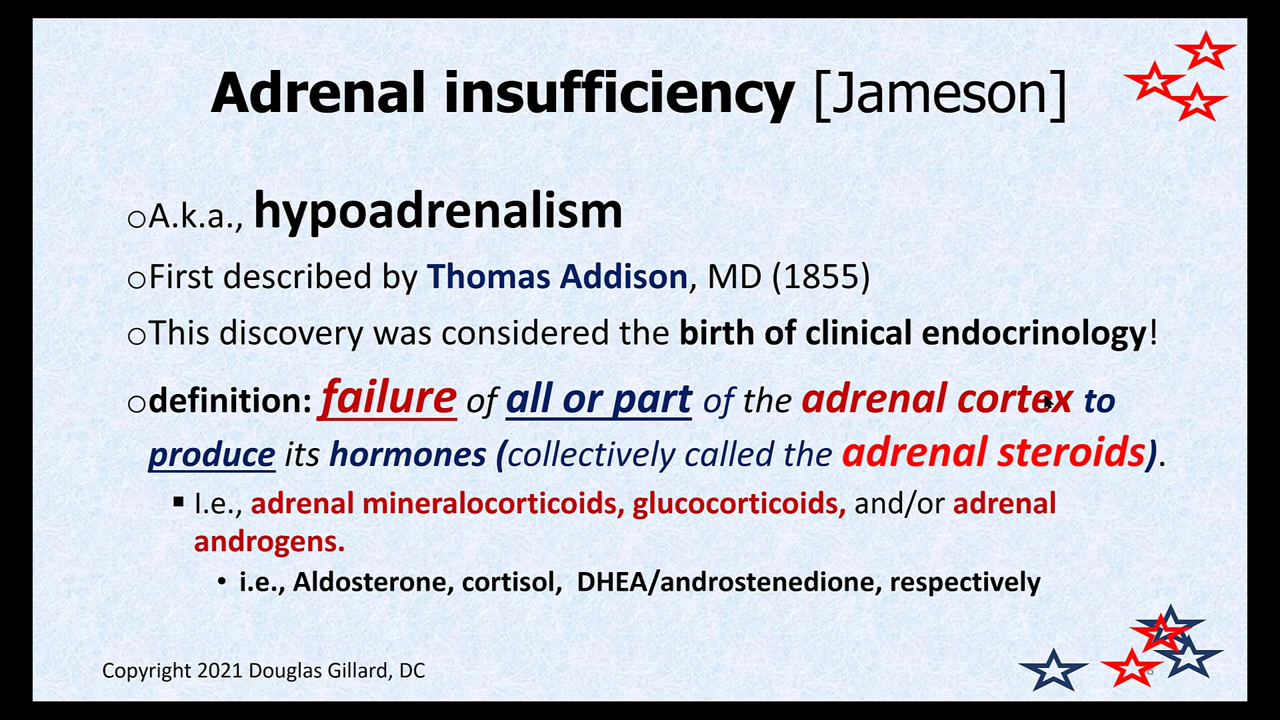 Adrenal insufficiency [Jameson]
○A.k.a., hypoadrenalism
○First described by Thomas Addison, MD (1855)
○This discovery was considered the birth of clinical endocrinology!
○definition: failure of all or part of the adrenal cortex to
produce its hormones (collectively called the adrenal steroids).
▪ I.e., adrenal mineralocorticoids, glucocorticoids, and/or adrenal
androgens.
• i.e., Aldosterone, cortisol, DHEA/androstenedione, respectively
Copyright 2021 Douglas Gillard, DC